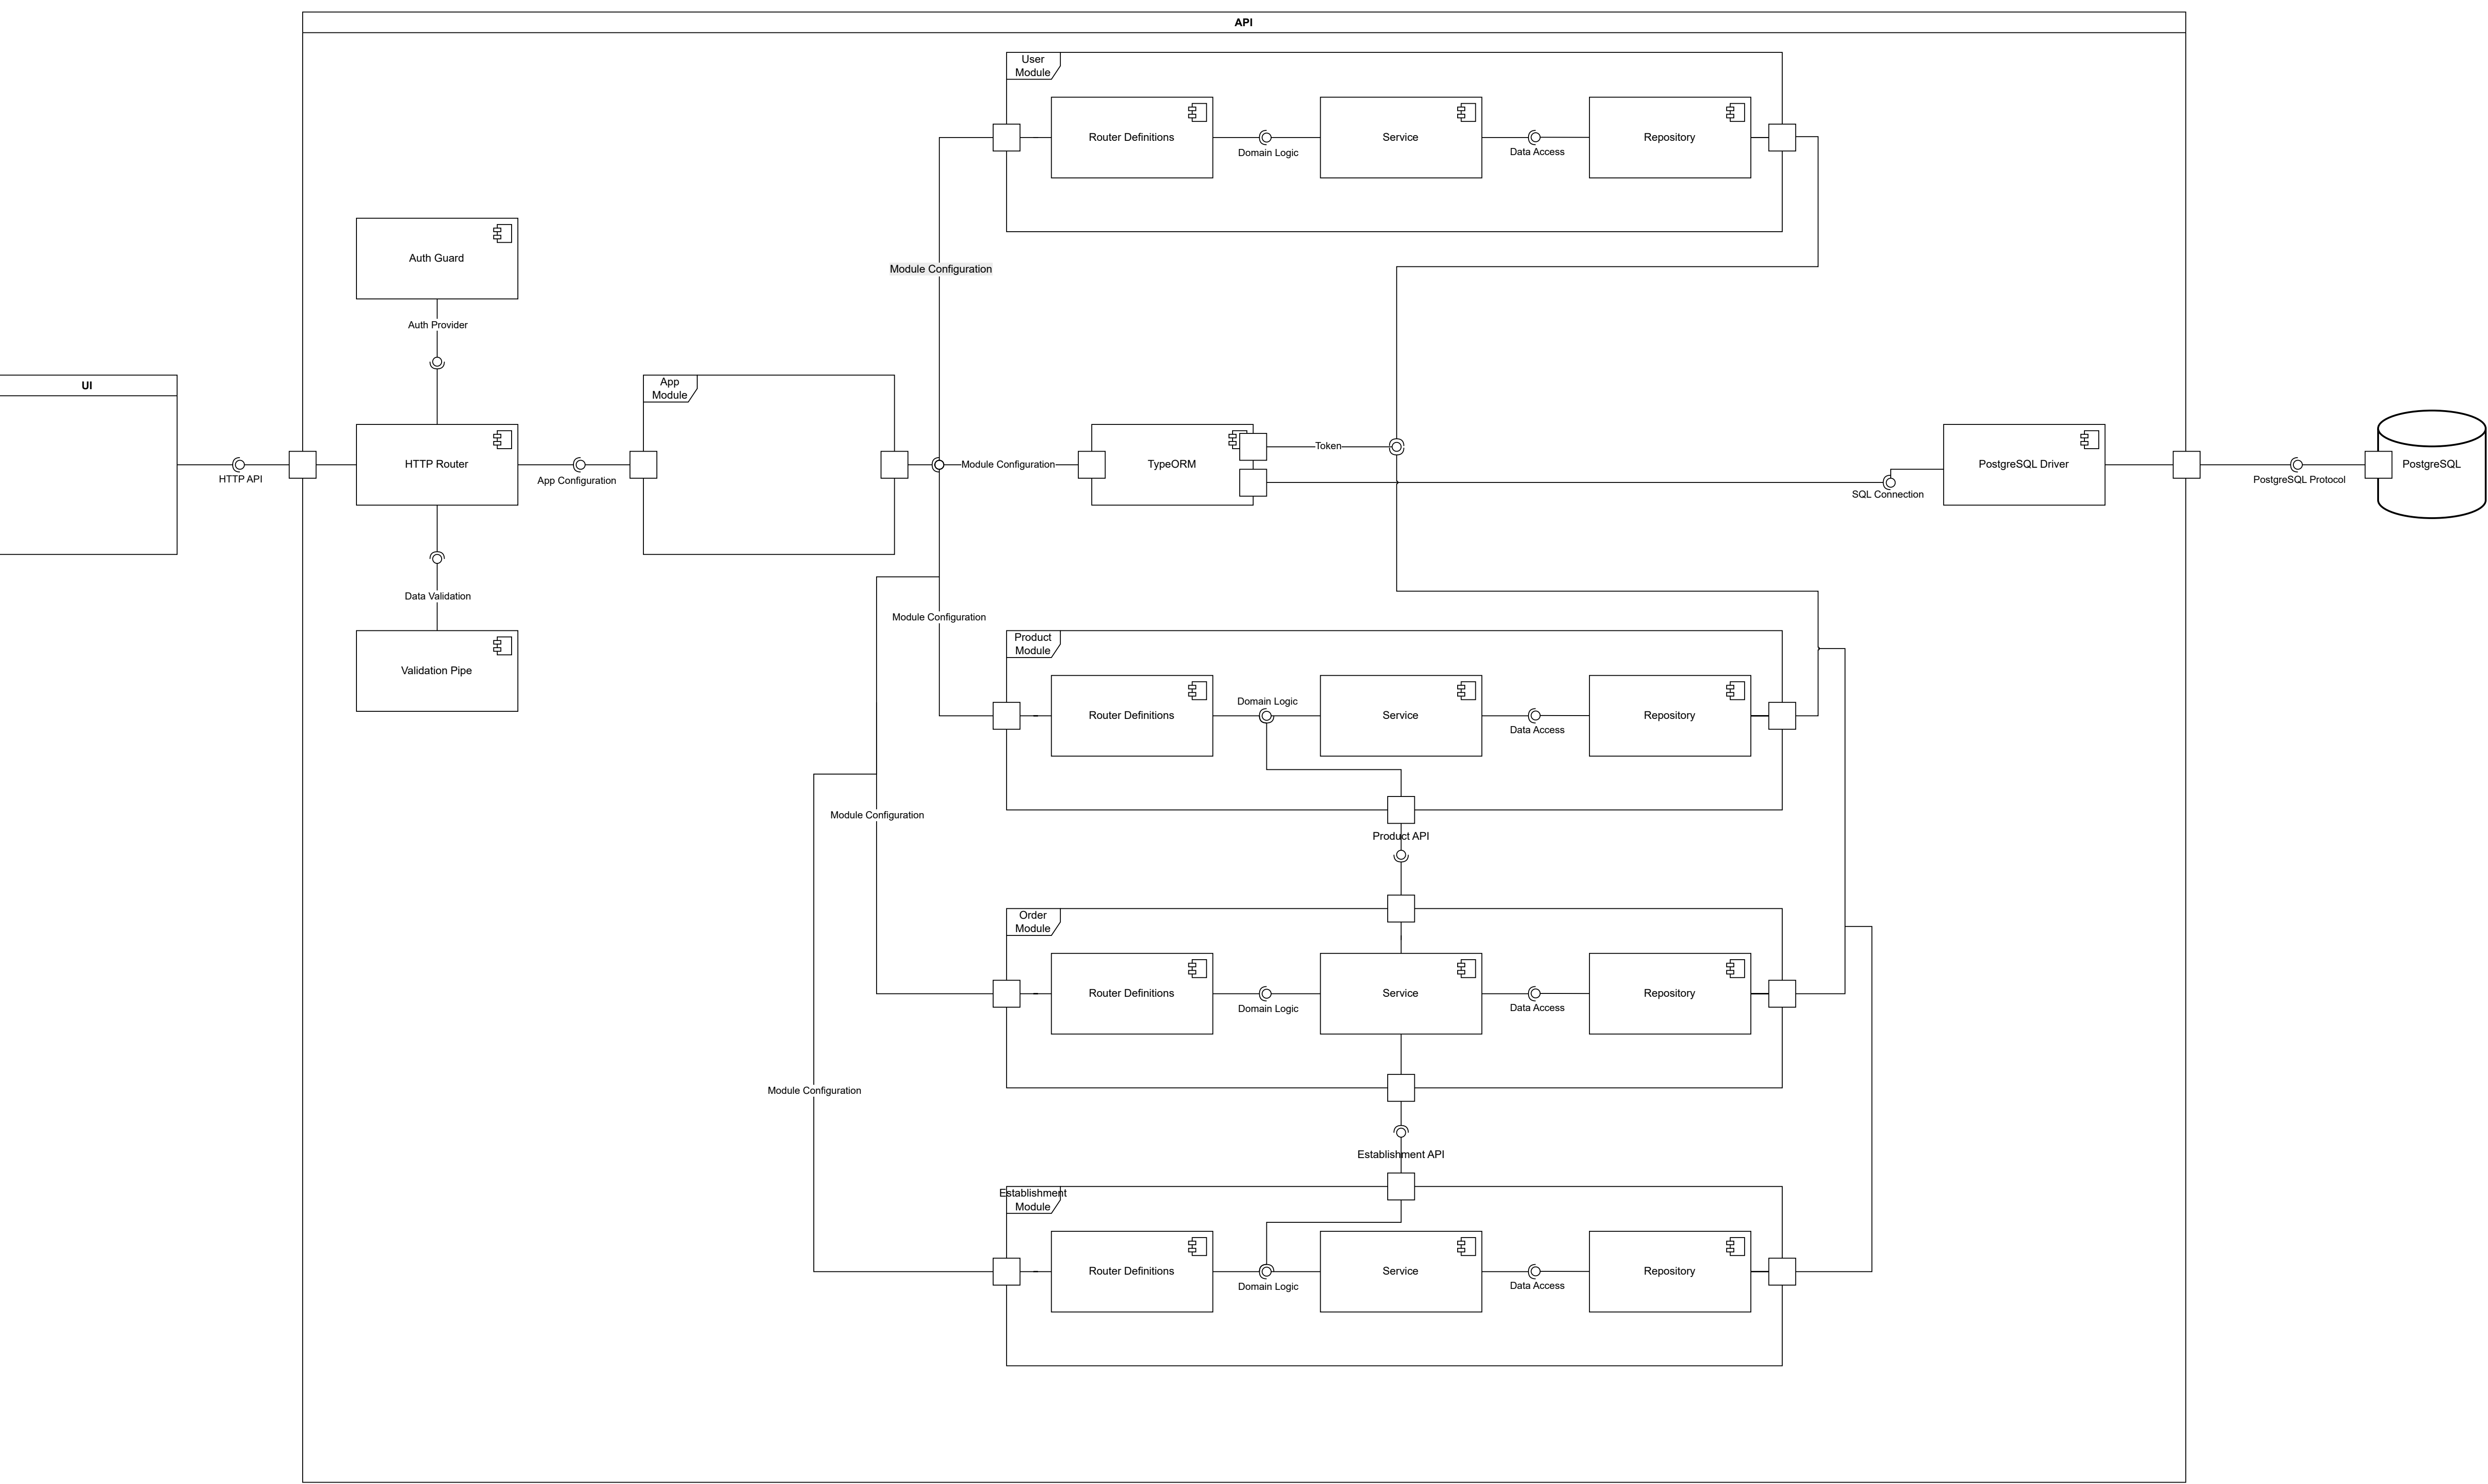 API
User
Module
Router Definitions
Domain Logic
Service
Data Access
Repository
Auth Guard
Auth Provider
Module Configuration
UI
App
Module
HTTP API
HTTP Router
App Configuration
Module Configuration
TypeORM
Token
SQL Connection
PostgreSQL Driver
PostgreSQL Protocol
PostgreSQL
Data Validation
Validation Pipe
Module Configuration
Product
Module
Router Definitions
Domain Logic
Service
Data Access
Repository
Product API
Module Configuration
Order
Module
Router Definitions
Domain Logic
Service
Data Access
Repository
Module Configuration
Establishment API
Establishment
Module
Router Definitions
Domain Logic
Service
Data Access
Repository